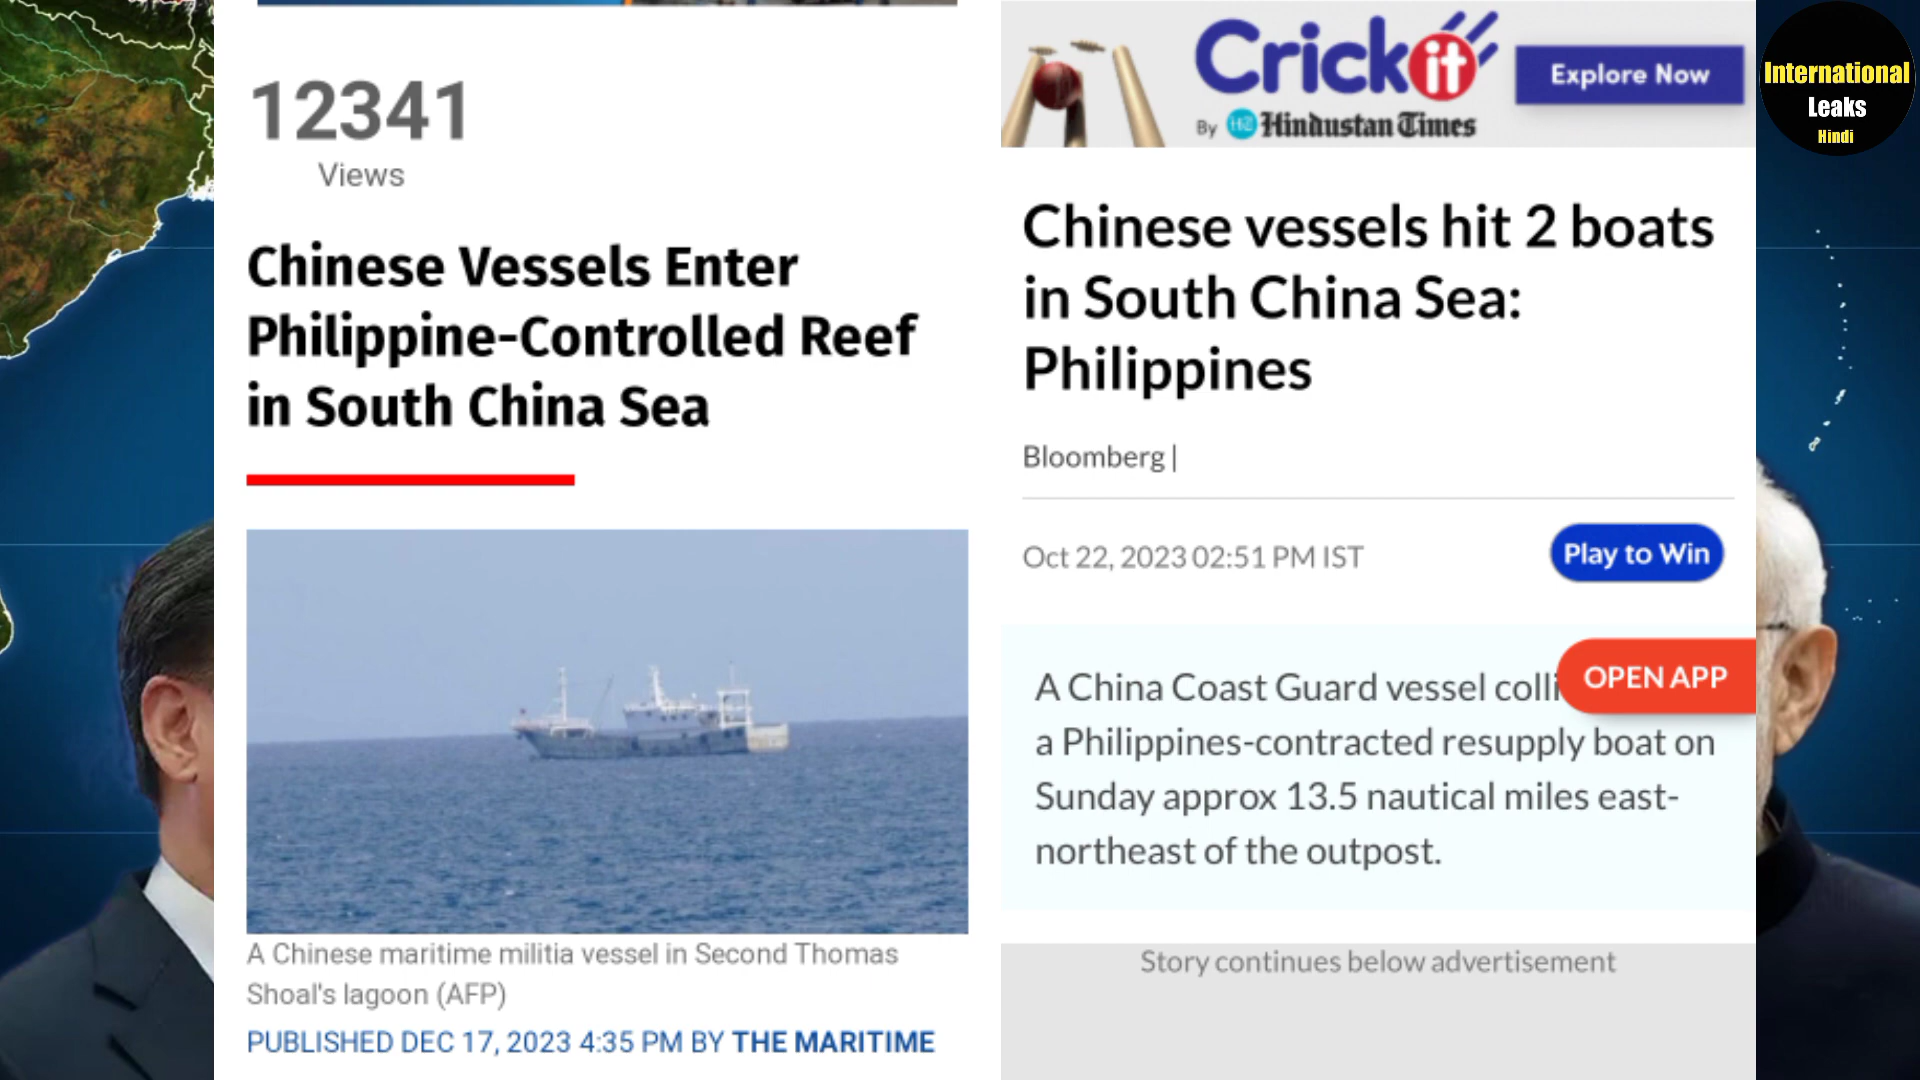 12341
Views
Chinese Vessels Enter
Philippine-Controlled Reef
in South China Sea
A Chinese maritime militia vessel in Second Thomas
Shoal's lagoon (AFP)
PUBLISHED DEC 17, 2023 4:35 PM BY THE MARITIME
Crickit
By HT Hindustan Times
Explore Now
Chinese vessels hit 2 boats
in South China Sea:
Philippines
Bloomberg |
Oct 22, 2023 02:51 PM IST
Play to Win
A China Coast Guard vessel colli
OPEN APP
a Philippines-contracted resupply boat on
Sunday approx 13.5 nautical miles east-
northeast of the outpost.
Story continues below advertisement
International
Leaks
Hindi